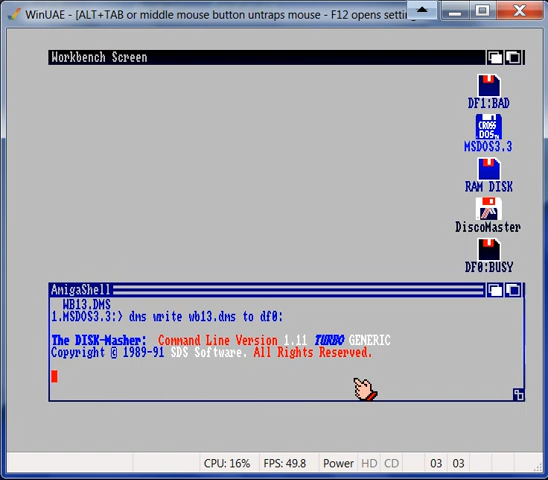 WinUAE - [ALT+TAB or middle mouse button untraps mouse - F12 opens settin
Workbench Screen
DF1:BAD
CROSS
DOS
MSDOS3.3
RAM DISK
DiscoMaster
DF0:BUSY
AmigaShell
WB13.DMS
1.MSDOS3.3:> dms write wb13.dms to df0:
The DISK-Masher: Command Line Version 1.11 TURBO GENERIC
Copyright © 1989-91 SDS Software. All Rights Reserved.
CPU: 16% FPS: 49.8 Power HD CD 03 03